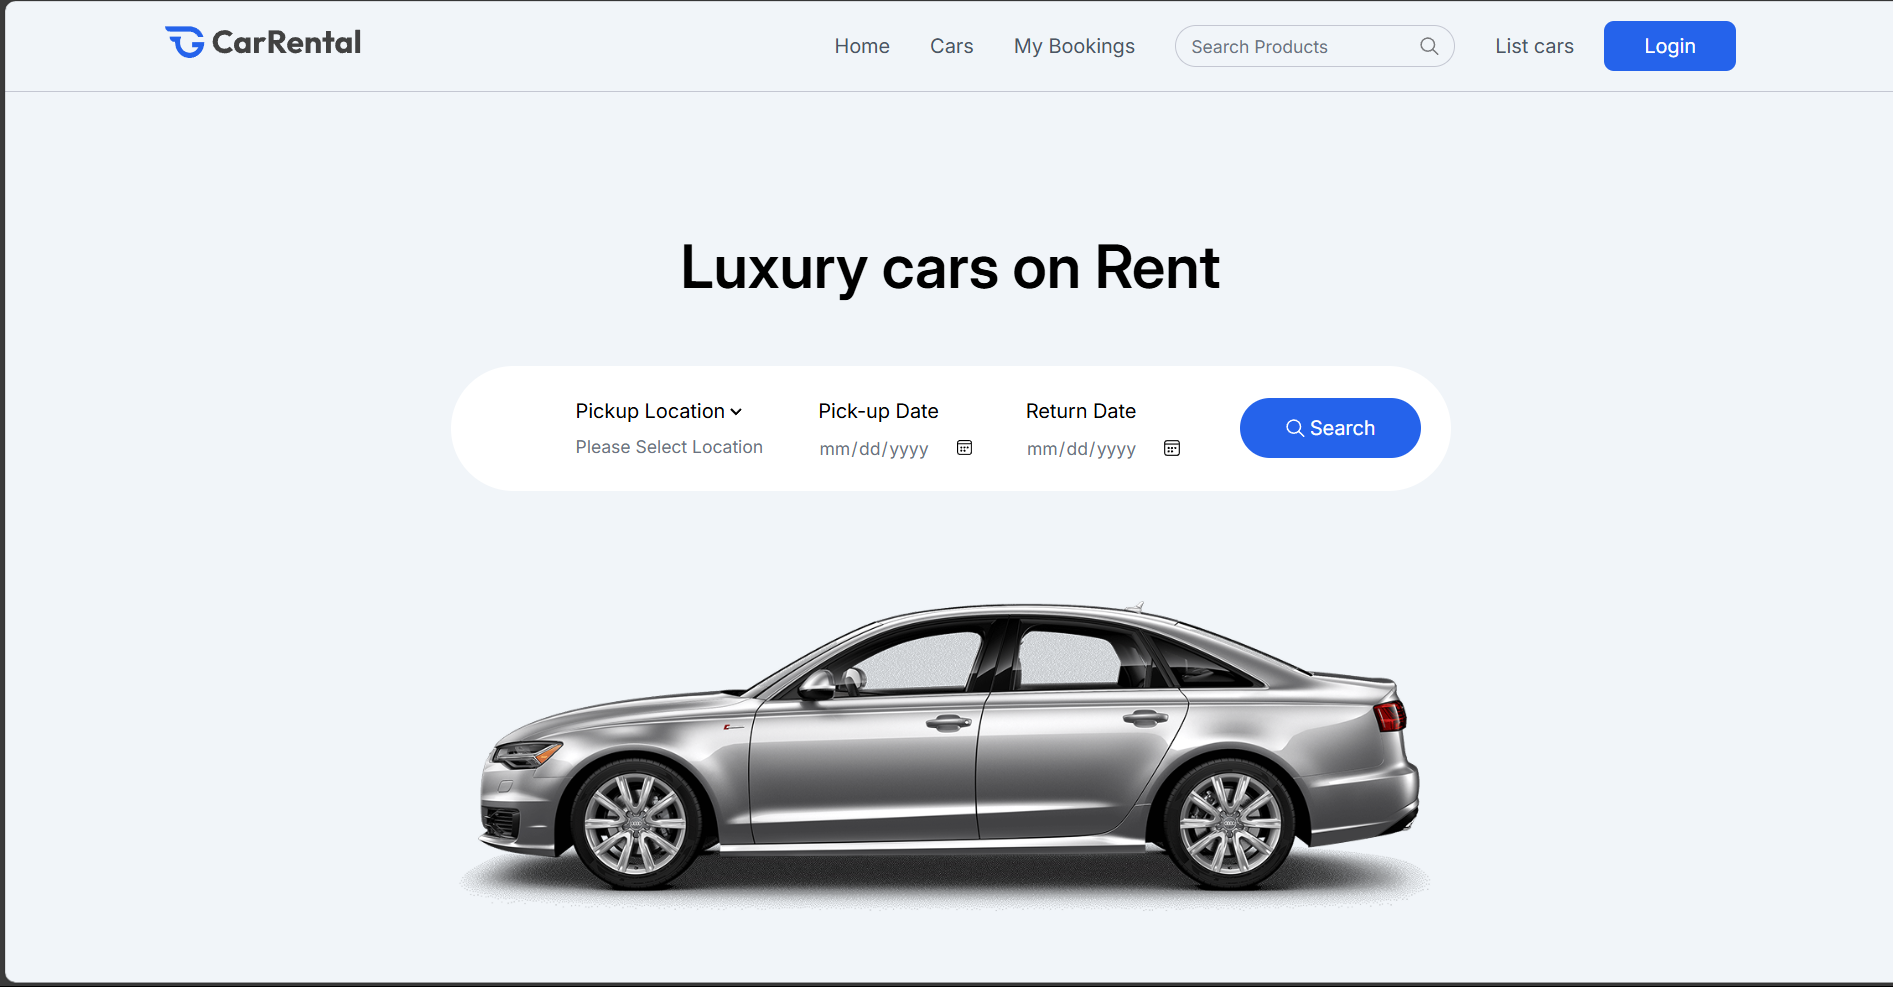 CarRental
Home Cars My Bookings Search Products List cars Login
Luxury cars on Rent
Pickup Location Pick-up Date Return Date Search
Please Select Location mm/dd/yyyy mm/dd/yyyy